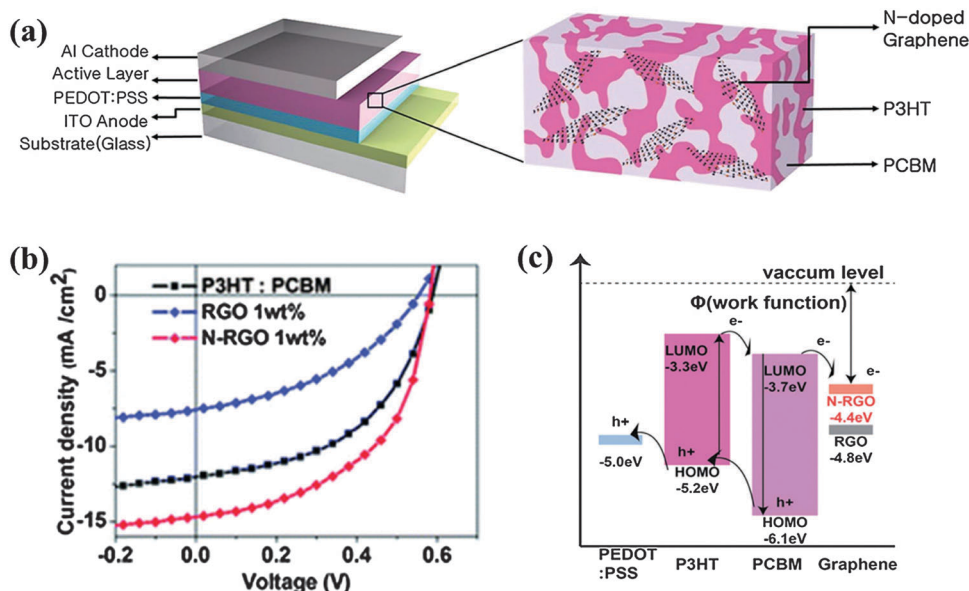 (a)
Al Cathode
Active Layer
PEDOT:PSS
ITO Anode
Substrate(Glass)
N-doped
Graphene
P3HT
PCBM
(b)
P3HT : PCBM
RGO 1wt%
N-RGO 1wt%
Current density (mA /cm²)
0
-5
-10
-15
-0.2
0.0
0.2
0.4
0.6
Voltage (V)
(c)
vaccum level
Φ(work function)
e-
e-
e-
LUMO
-3.3eV
LUMO
-3.7eV
N-RGO
-4.4eV
RGO
-4.8eV
h+
-5.0eV
h+
HOMO
-5.2eV
h+
HOMO
-6.1eV
PEDOT
:PSS
P3HT
PCBM
Graphene